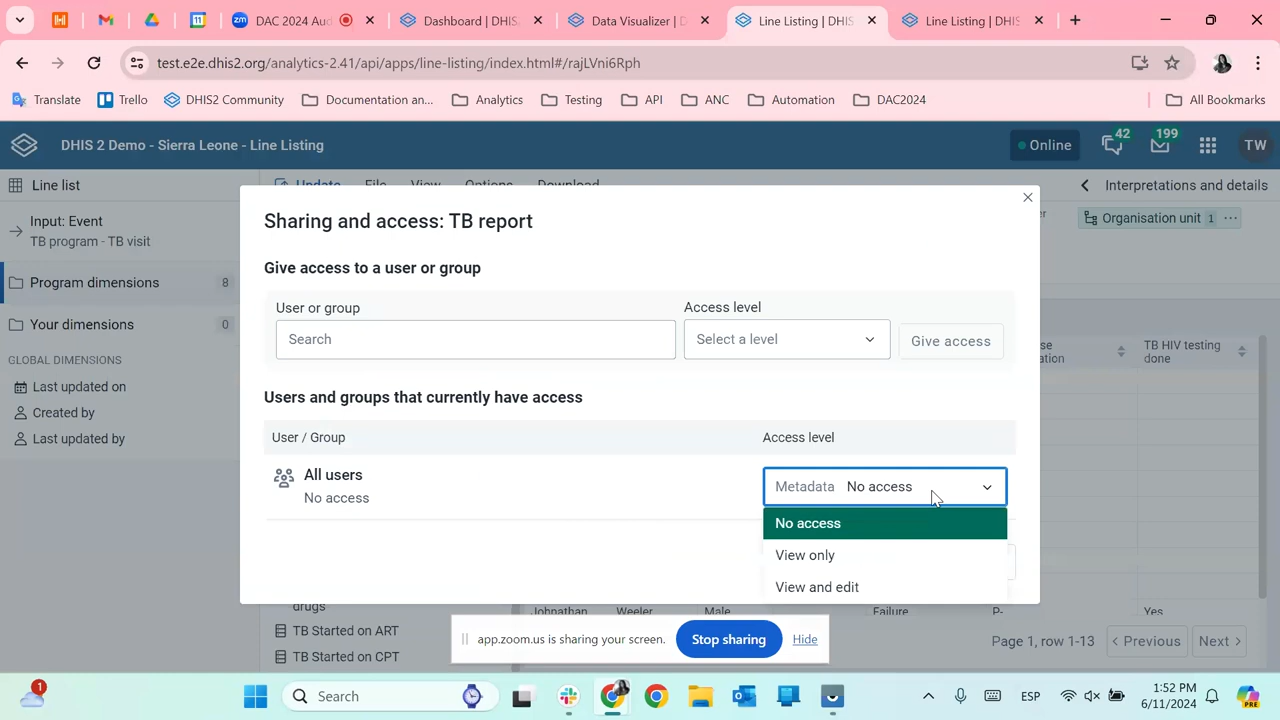 DAC 2024 Aud
Dashboard | DHIS
Data Visualizer | D
Line Listing | DHIS
Line Listing | DHIS
test.e2e.dhis2.org/analytics-2.41/api/apps/line-listing/index.html#/rajLVni6Rph
Translate
Trello
DHIS2 Community
Documentation an...
Analytics
Testing
API
ANC
Automation
DAC2024
All Bookmarks
DHIS 2 Demo - Sierra Leone - Line Listing
Online
42
199
TW
Line list
Update
File
View
Options
Download
Interpretations and details
Input: Event
TB program - TB visit
Organisation unit 1
Program dimensions 8
Your dimensions 0
GLOBAL DIMENSIONS
Last updated on
Created by
Last updated by
Sharing and access: TB report
Give access to a user or group
User or group
Access level
Search
Select a level
Give access
Users and groups that currently have access
User / Group
Access level
All users
No access
Metadata No access
No access
View only
View and edit
TB HIV testing
done
drugs
TB Started on ART
TB Started on CPT
Johnathan
Weeler
Male
Failure
P-
Yes
app.zoom.us is sharing your screen.
Stop sharing
Hide
Page 1, row 1-13
Previous
Next
1
Search
ESP
1:52 PM
6/11/2024
PRE